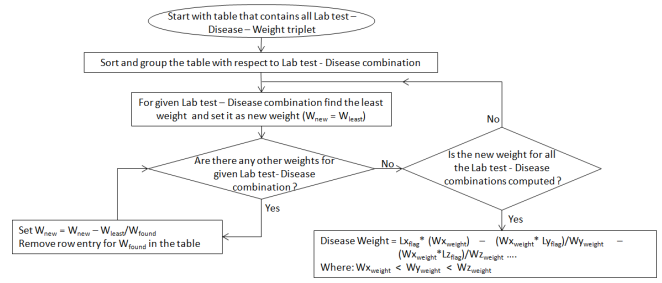 Start with table that contains all Lab test –
Disease – Weight triplet
Sort and group the table with respect to Lab test - Disease combination
For given Lab test – Disease combination find the least
weight and set it as new weight (Wnew = Wleast)
No
Are there any other weights for
given Lab test- Disease
combination ?
No
Is the new weight for all
the Lab test - Disease
combinations computed ?
Yes
Yes
Set Wnew = Wnew – Wleast/Wfound
Remove row entry for Wfound in the table
Disease Weight = Lxflag* (Wxweight) – (Wxweight* Lyflag)/Wyweight –
(Wxweight*Lzflag)/Wzweight ....
Where: Wxweight < Wyweight < Wzweight